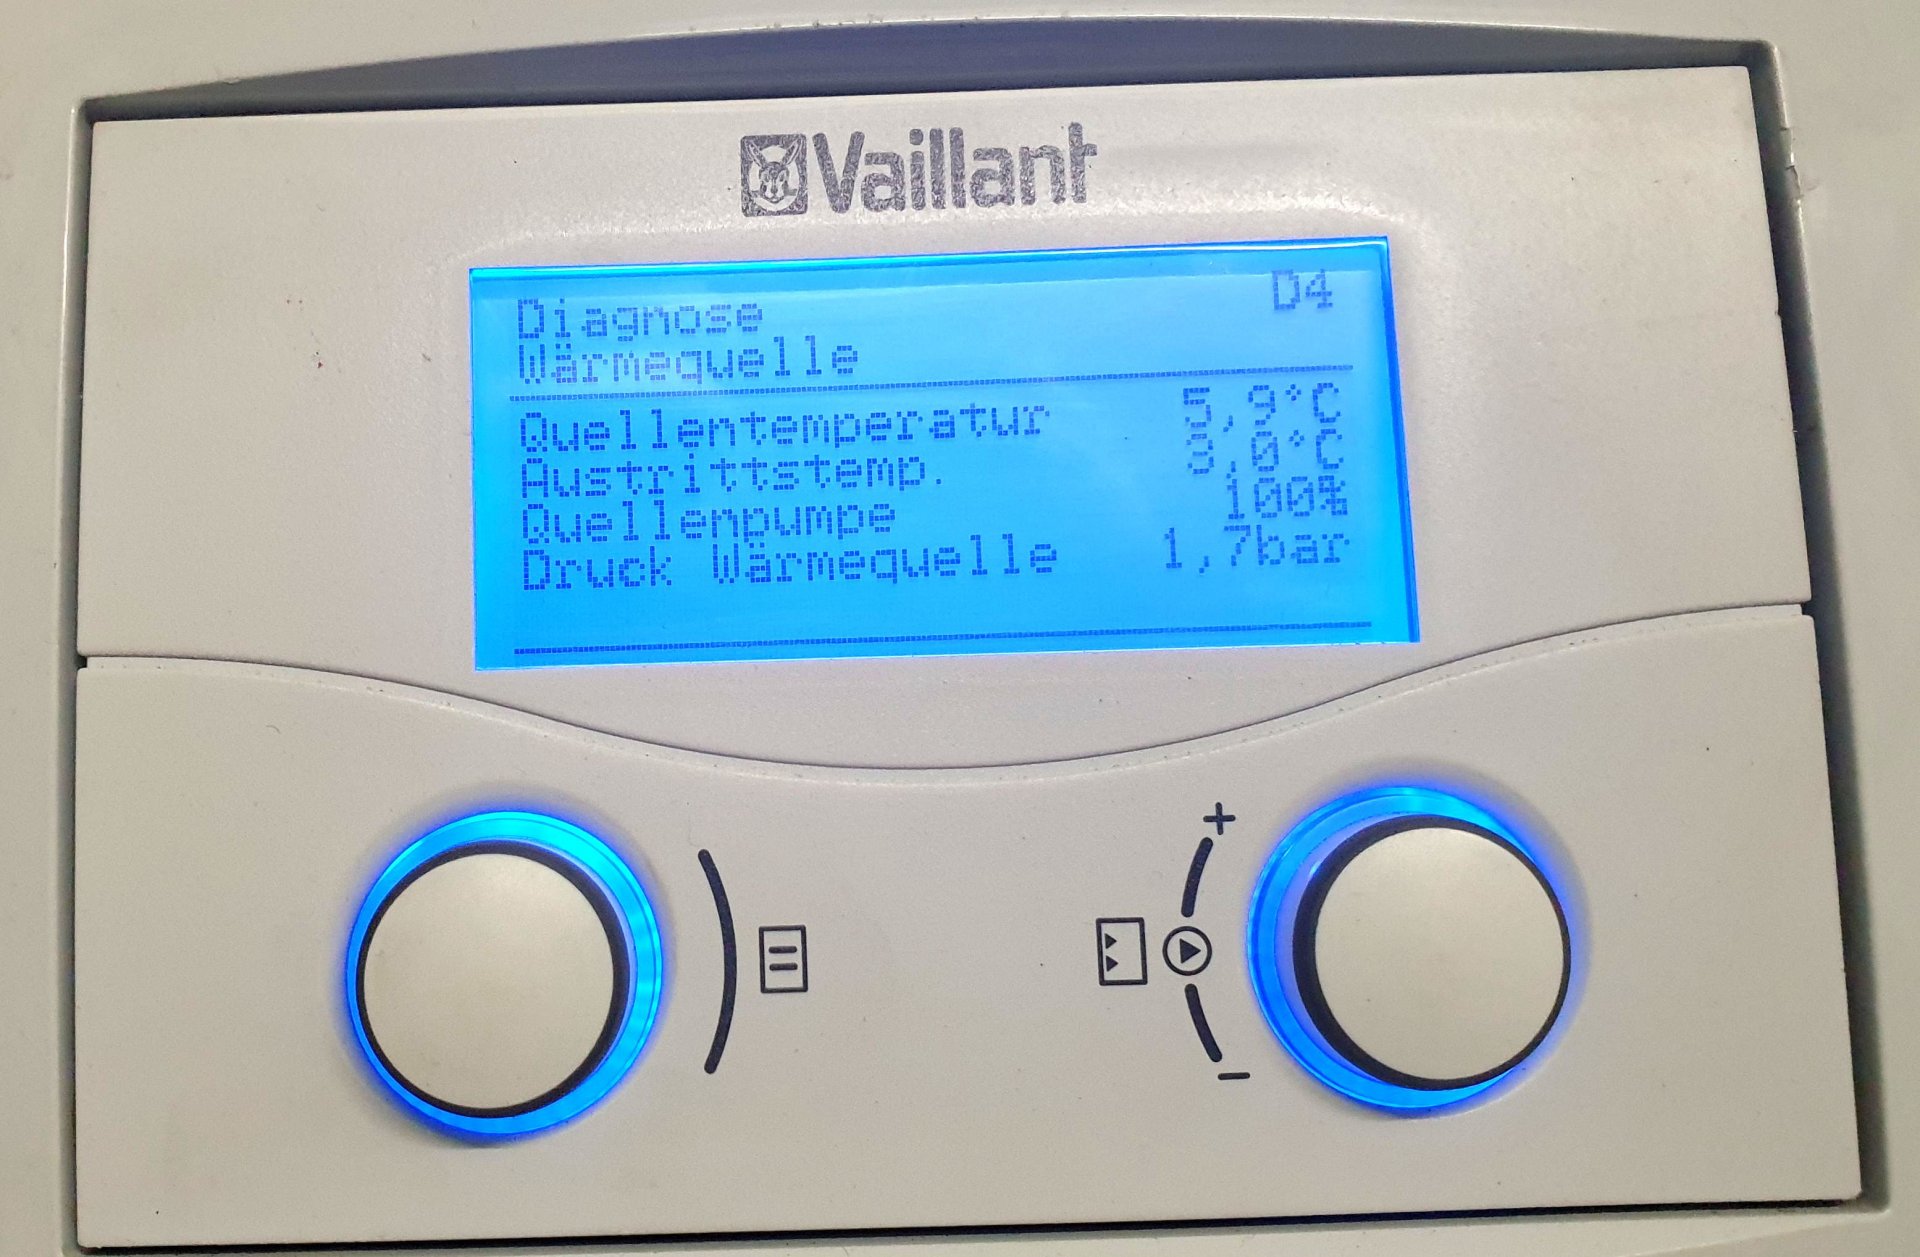 Vaillant
Diagnose D4
Wärmequelle
Quellentemperatur 5,9°C
Austrittstemp. 3,0°C
Quellenpumpe 100%
Druck Wärmequelle 1,7bar
+
−